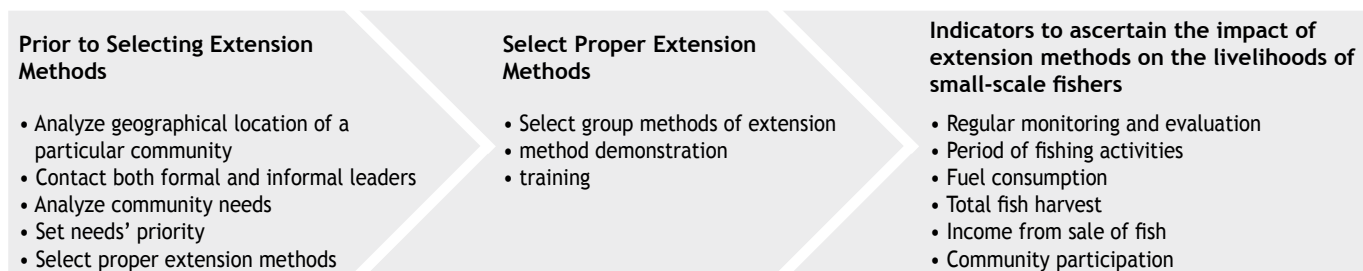 Prior to Selecting Extension
Methods
• Analyze geographical location of a
particular community
• Contact both formal and informal leaders
• Analyze community needs
• Set needs’ priority
• Select proper extension methods
Select Proper Extension
Methods
• Select group methods of extension
• method demonstration
• training
Indicators to ascertain the impact of
extension methods on the livelihoods of
small-scale fishers
• Regular monitoring and evaluation
• Period of fishing activities
• Fuel consumption
• Total fish harvest
• Income from sale of fish
• Community participation